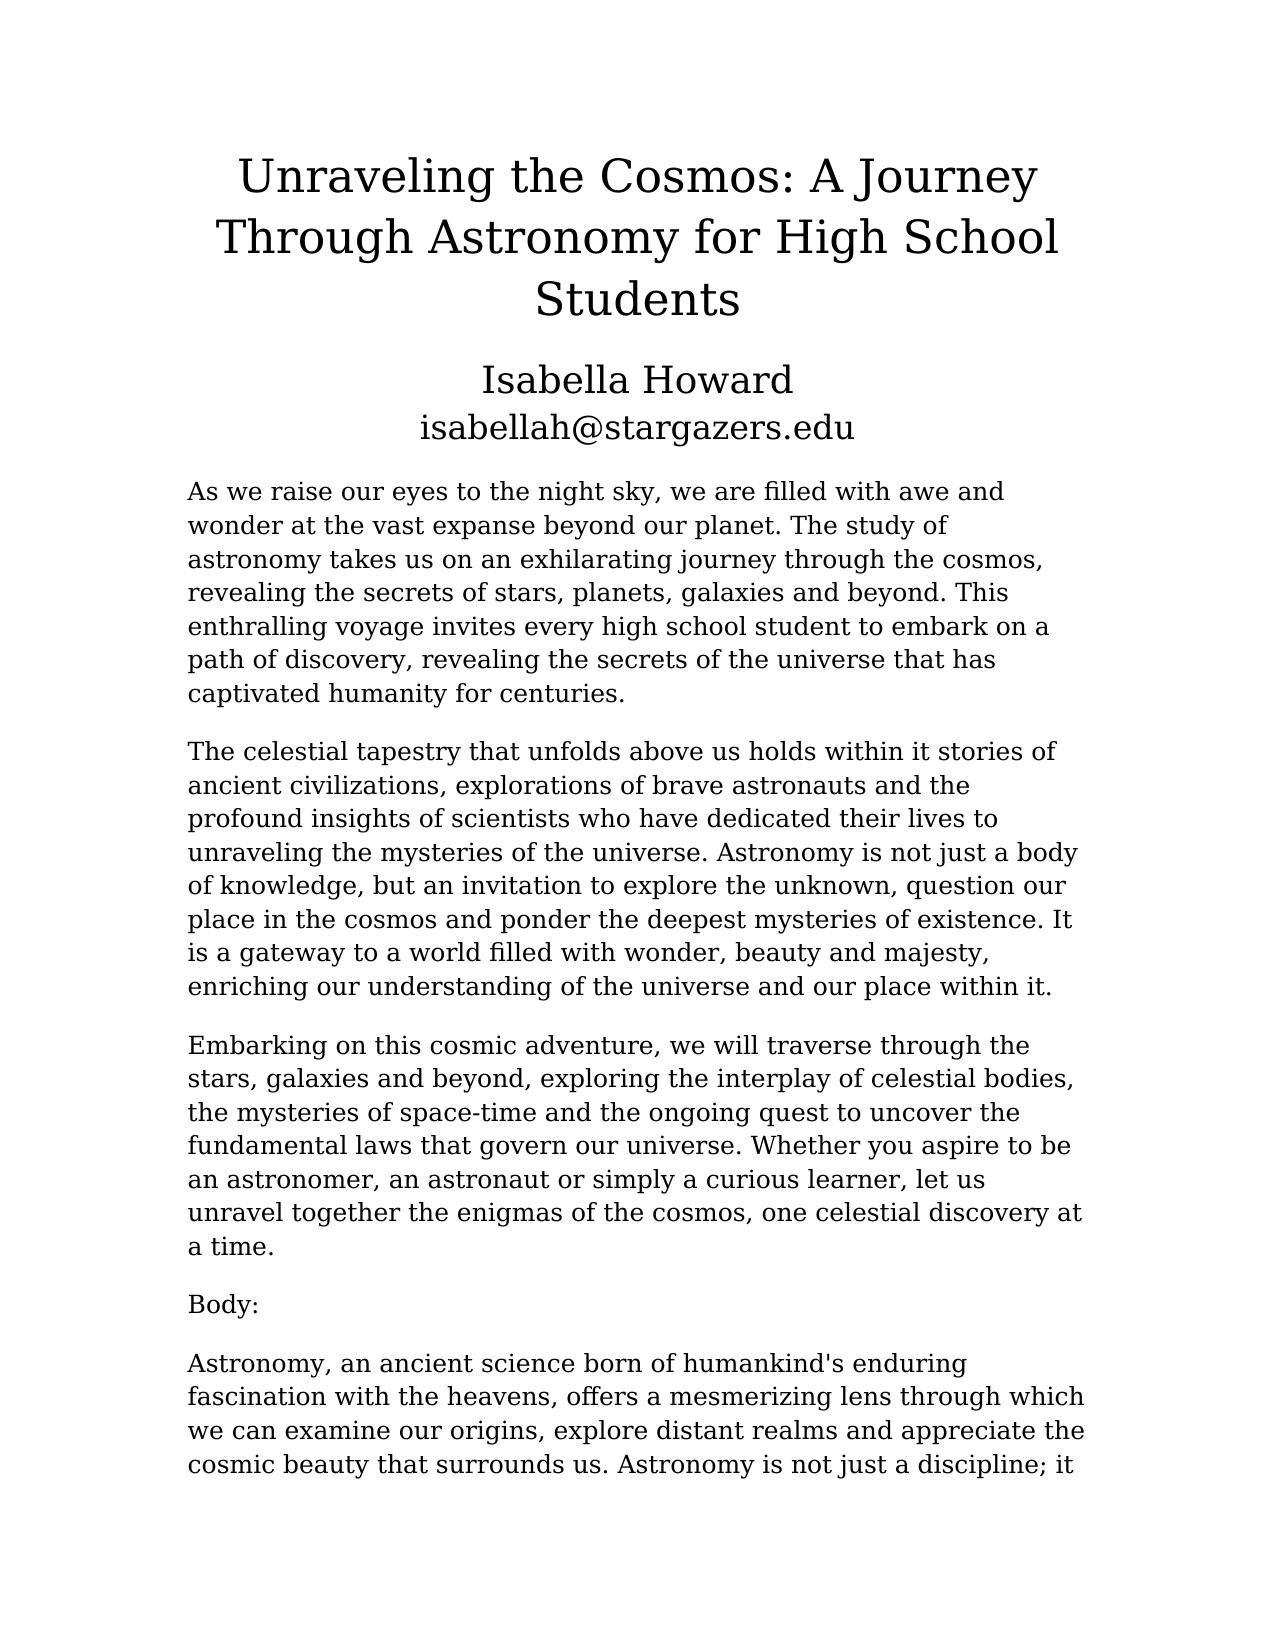 Unraveling the Cosmos: A Journey
Through Astronomy for High School
Students
Isabella Howard
isabellah@stargazers.edu
As we raise our eyes to the night sky, we are filled with awe and
wonder at the vast expanse beyond our planet. The study of
astronomy takes us on an exhilarating journey through the cosmos,
revealing the secrets of stars, planets, galaxies and beyond. This
enthralling voyage invites every high school student to embark on a
path of discovery, revealing the secrets of the universe that has
captivated humanity for centuries.
The celestial tapestry that unfolds above us holds within it stories of
ancient civilizations, explorations of brave astronauts and the
profound insights of scientists who have dedicated their lives to
unraveling the mysteries of the universe. Astronomy is not just a body
of knowledge, but an invitation to explore the unknown, question our
place in the cosmos and ponder the deepest mysteries of existence. It
is a gateway to a world filled with wonder, beauty and majesty,
enriching our understanding of the universe and our place within it.
Embarking on this cosmic adventure, we will traverse through the
stars, galaxies and beyond, exploring the interplay of celestial bodies,
the mysteries of space-time and the ongoing quest to uncover the
fundamental laws that govern our universe. Whether you aspire to be
an astronomer, an astronaut or simply a curious learner, let us
unravel together the enigmas of the cosmos, one celestial discovery at
a time.
Body:
Astronomy, an ancient science born of humankind's enduring
fascination with the heavens, offers a mesmerizing lens through which
we can examine our origins, explore distant realms and appreciate the
cosmic beauty that surrounds us. Astronomy is not just a discipline; it